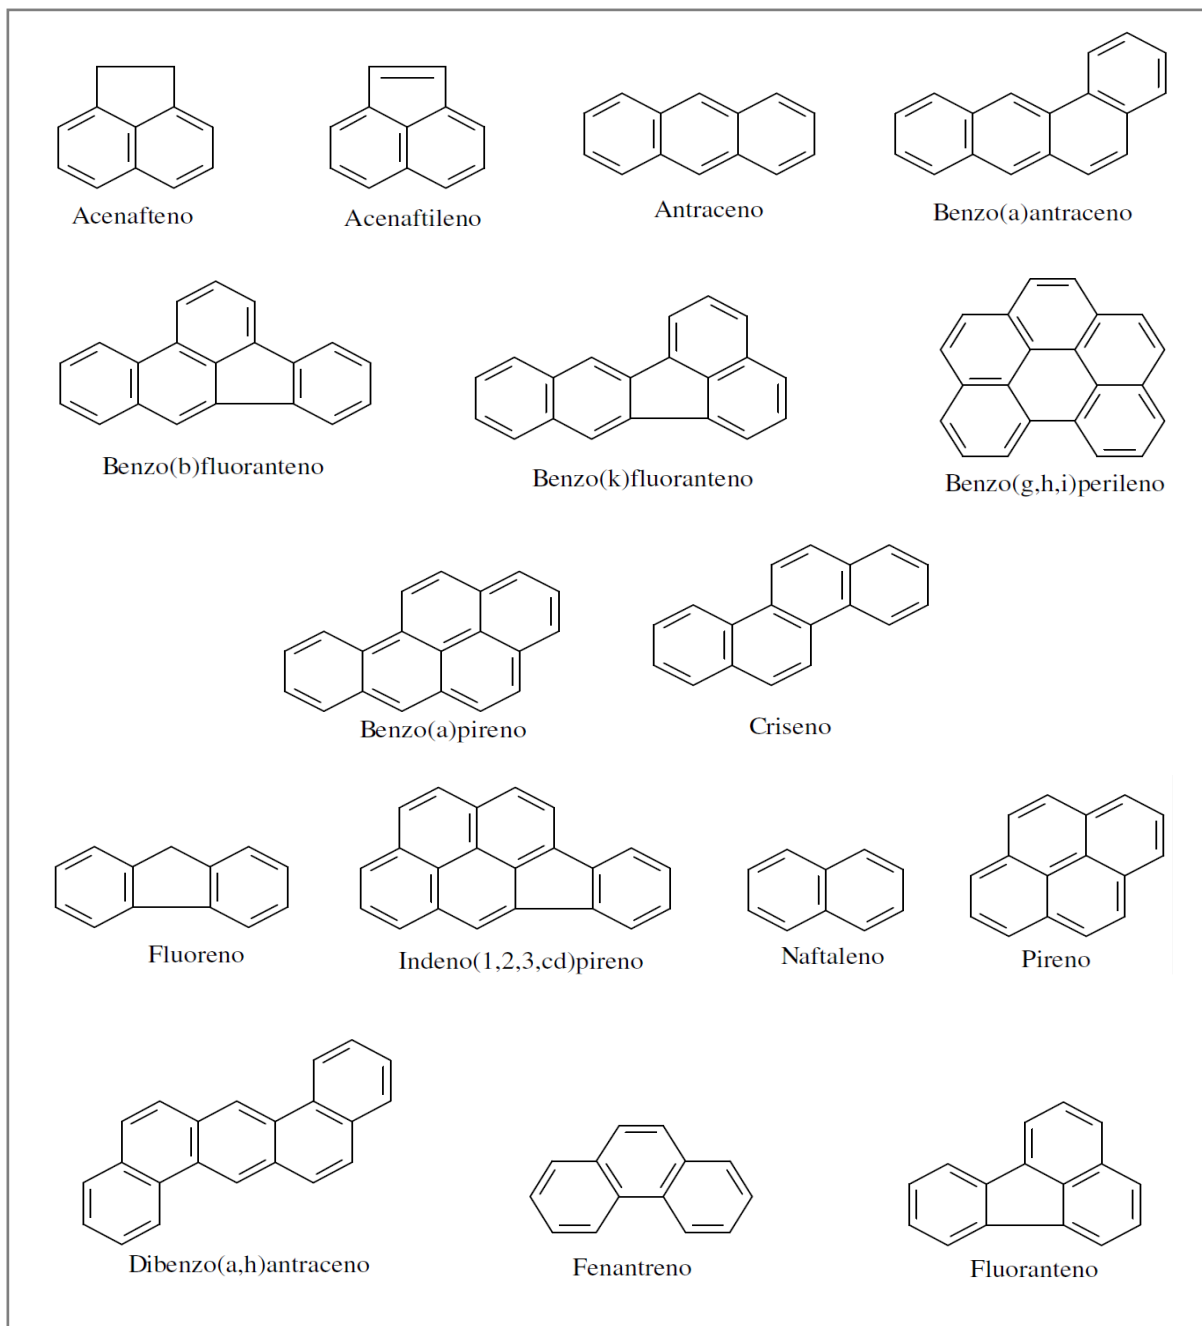 Acenafteno
Acenaftileno
Antraceno
Benzo(a)antraceno
Benzo(b)fluoranteno
Benzo(k)fluoranteno
Benzo(g,h,i)perileno
Benzo(a)pireno
Criseno
Fluoreno
Indeno(1,2,3,cd)pireno
Naftaleno
Pireno
Dibenzo(a,h)antraceno
Fenantreno
Fluoranteno